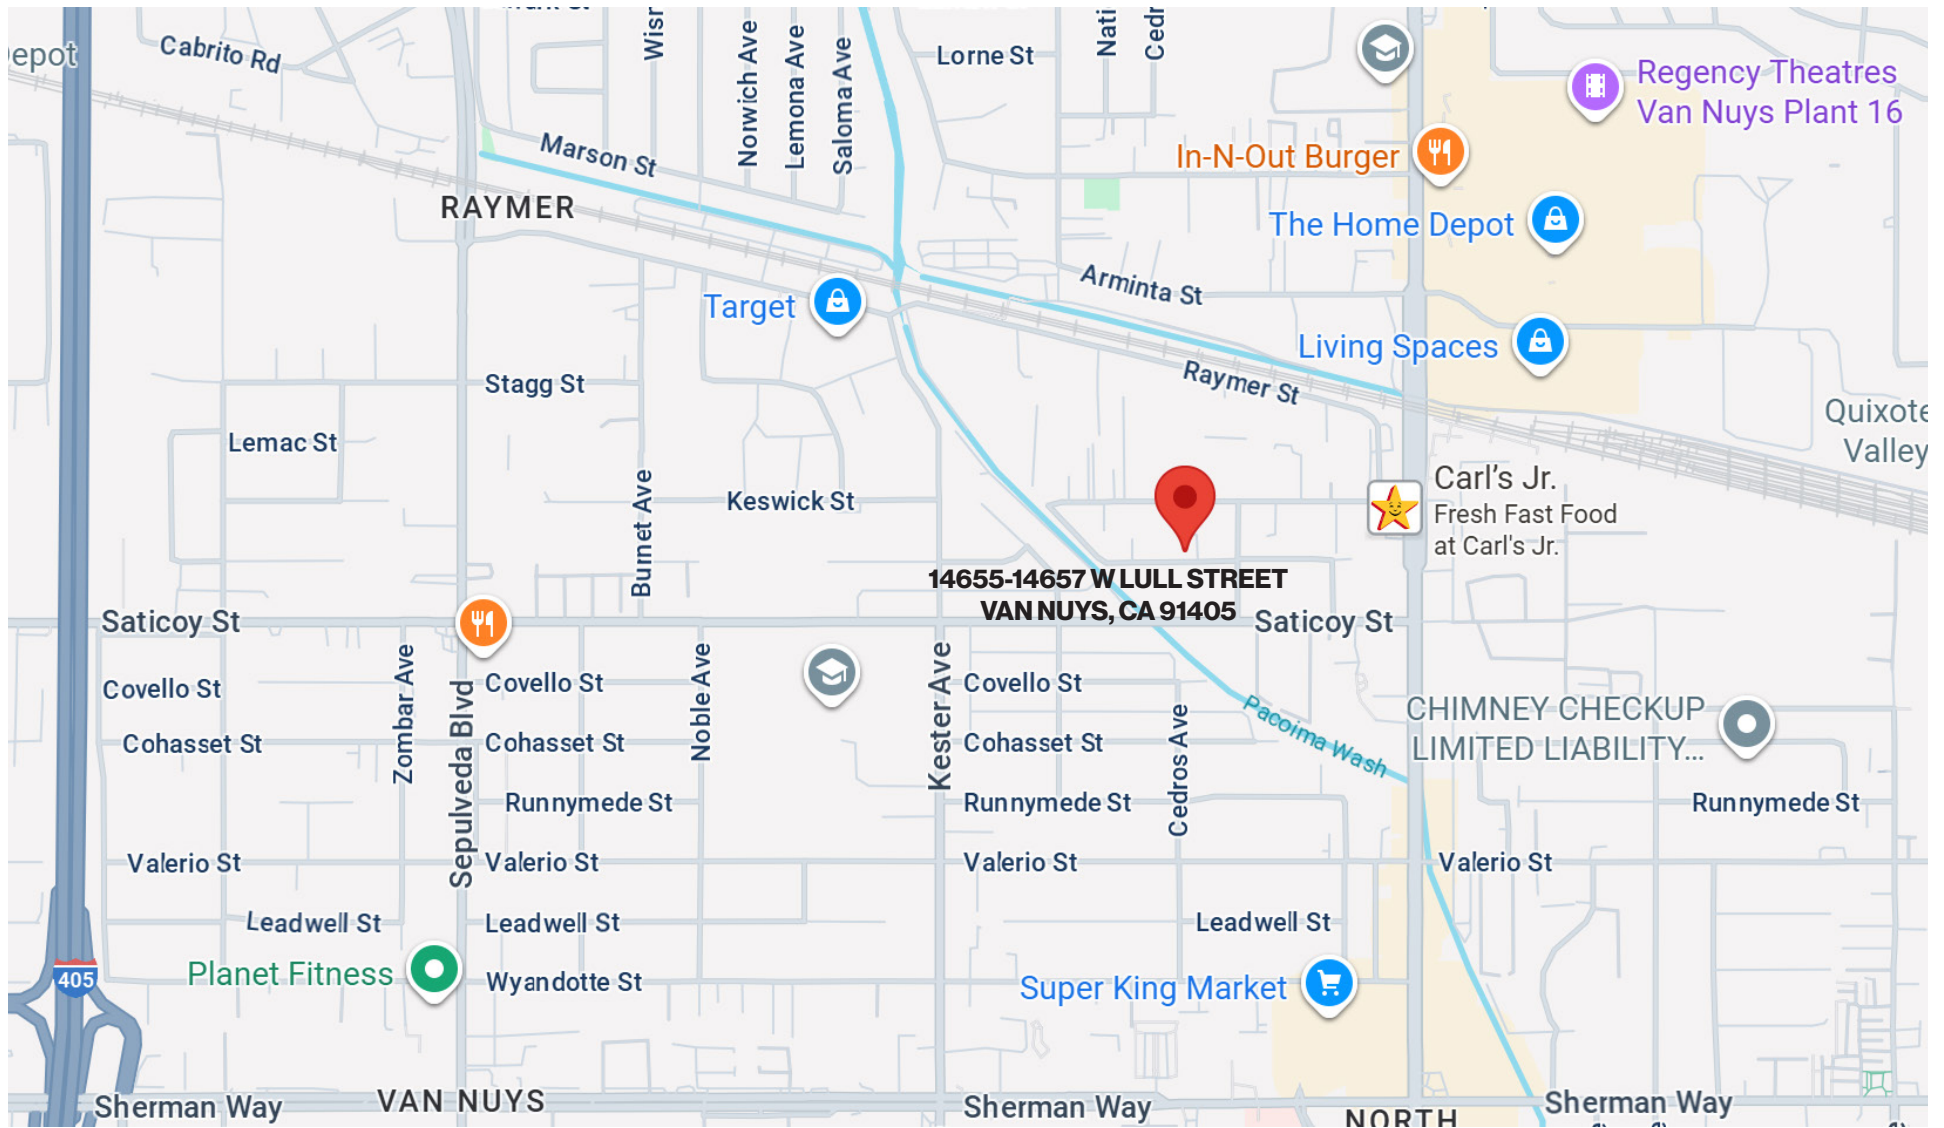 Cabrito Rd
Lorne St
Norwich Ave
Lemona Ave
Saloma Ave
Regency Theatres
Van Nuys Plant 16
Marson St
In-N-Out Burger
RAYMER
The Home Depot
Arminta St
Target
Living Spaces
Stagg St
Raymer St
Quixote
Valley
Lemac St
Burnet Ave
Keswick St
Carl's Jr.
Fresh Fast Food
at Carl's Jr.
14655-14657 W LULL STREET
VAN NUYS, CA 91405
Saticoy St
Saticoy St
Covello St
Zombar Ave
Sepulveda Blvd
Covello St
Noble Ave
Kester Ave
Covello St
Cedros Ave
Pacoima Wash
CHIMNEY CHECKUP
LIMITED LIABILITY...
Cohasset St
Cohasset St
Cohasset St
Runnymede St
Runnymede St
Runnymede St
Valerio St
Valerio St
Valerio St
Valerio St
Leadwell St
Leadwell St
Leadwell St
405
Planet Fitness
Wyandotte St
Super King Market
Sherman Way
VAN NUYS
Sherman Way
NORTH
Sherman Way